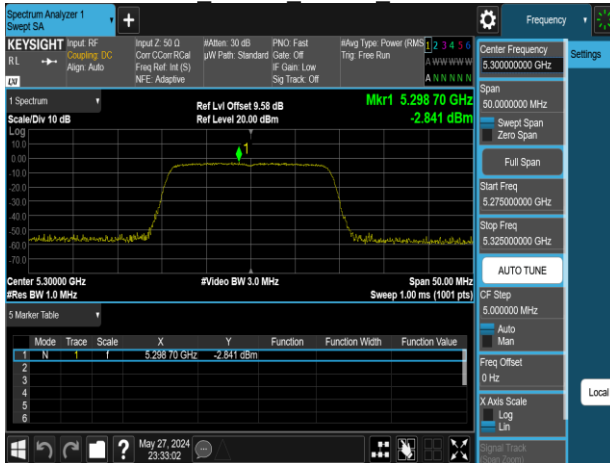 Spectrum Analyzer 1
Swept SA
+
Frequency
KEYSIGHT Input: RF
RL
Coupling: DC
Align: Auto
LXI
Input Z: 50 Ω
Corr CCorr RCal
Freq Ref: Int (S)
NFE: Adaptive
#Atten: 30 dB
µW Path: Standard
PNO: Fast
Gate: Off
IF Gain: Low
Sig Track: Off
#Avg Type: Power (RMS
Trig: Free Run
1 2 3 4 5 6
A WW WW W
A N N N N N
1 Spectrum
Scale/Div 10 dB
Ref Lvl Offset 9.58 dB
Ref Level 20.00 dBm
Mkr1 5.298 70 GHz
-2.841 dBm
Log
10.0
0.00
-10.0
-20.0
-30.0
-40.0
-50.0
-60.0
-70.0
1
Center 5.30000 GHz
#Res BW 1.0 MHz
#Video BW 3.0 MHz
Span 50.00 MHz
Sweep 1.00 ms (1001 pts)
5 Marker Table
Mode Trace Scale X Y Function Function Width Function Value
1 N 1 f 5.298 70 GHz -2.841 dBm
2
3
4
5
6
?
May 27, 2024
23:33:02
Center Frequency
5.300000000 GHz
Settings
Span
50.0000000 MHz
Swept Span
Zero Span
Full Span
Start Freq
5.275000000 GHz
Stop Freq
5.325000000 GHz
AUTO TUNE
CF Step
5.000000 MHz
Auto
Man
Freq Offset
0 Hz
Local
X Axis Scale
Log
Lin
Signal Track
(Span Zoom)